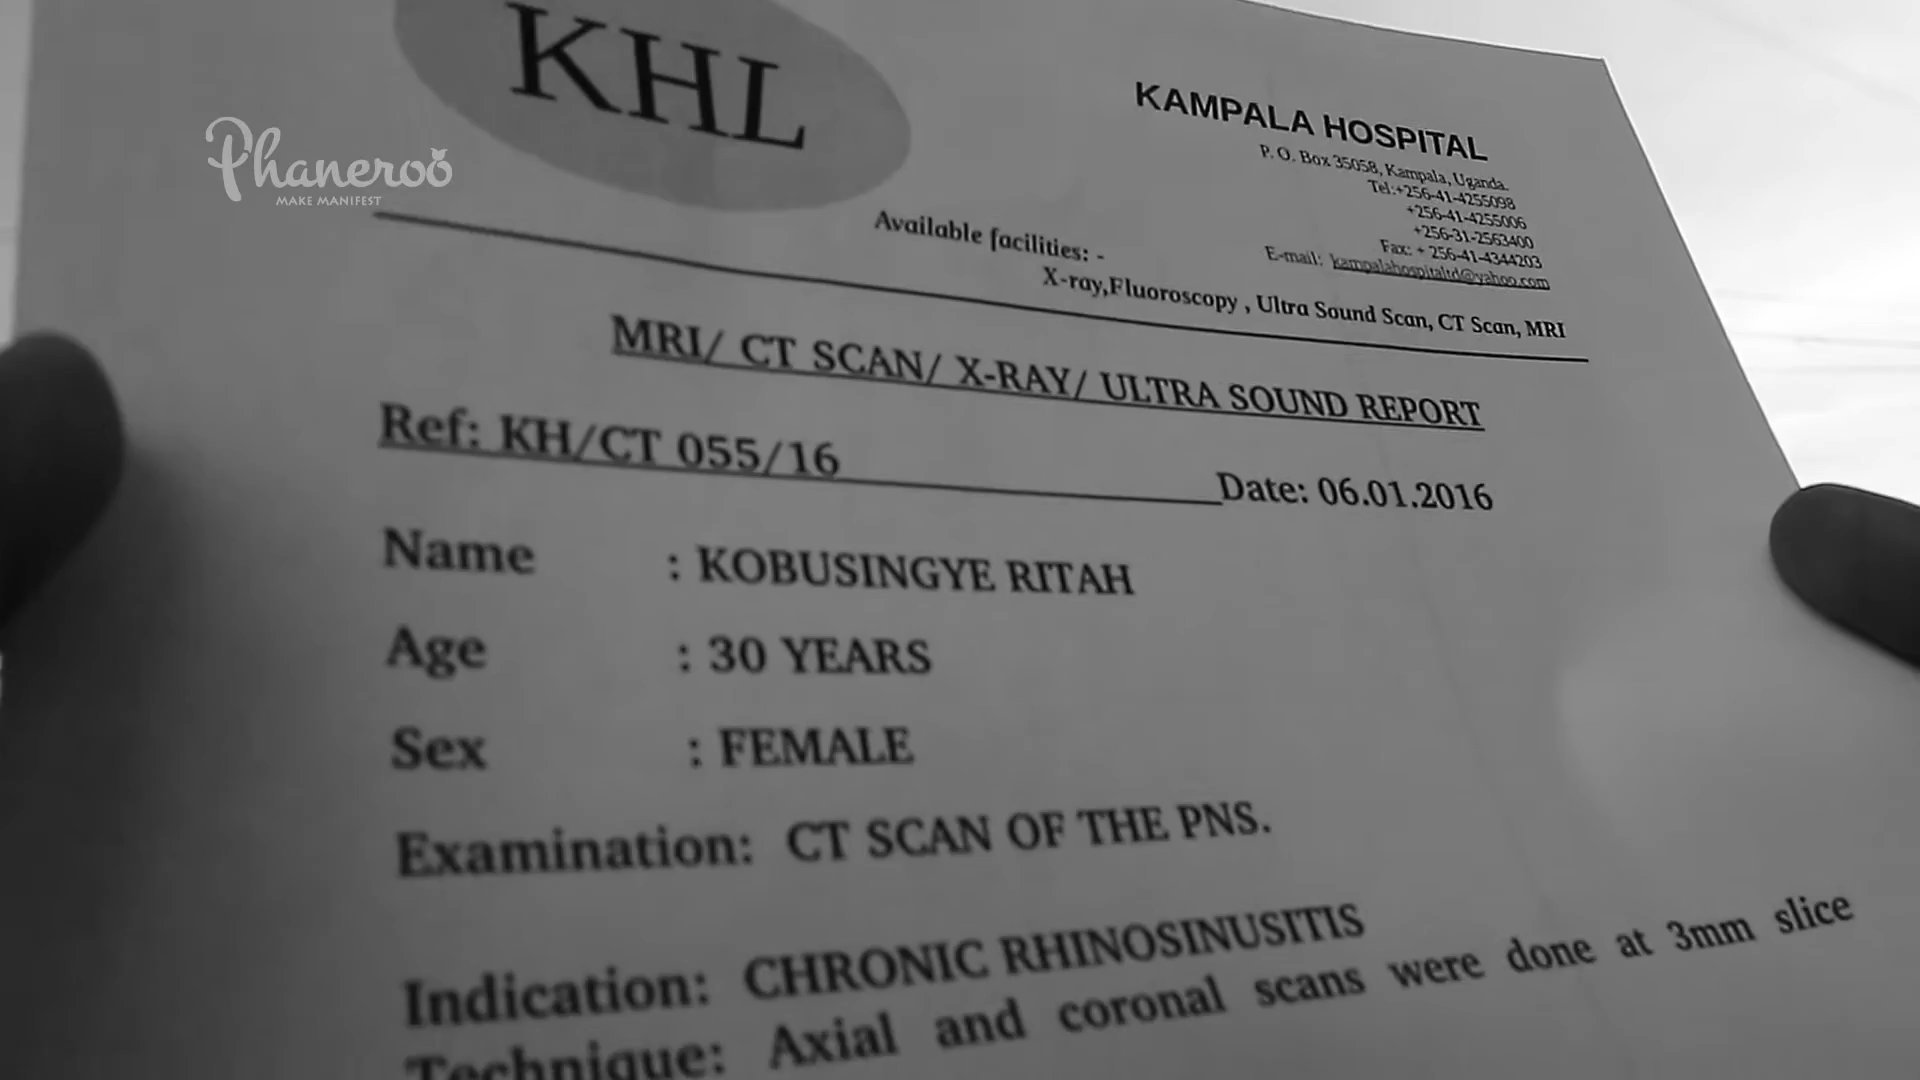 KHL
Phaneroo
MAKE MANIFEST
KAMPALA HOSPITAL
P. O. Box 35058, Kampala, Uganda.
Tel:+256-41-4255098
+256-41-4255006
+256-31-2563400
Fax: + 256-41-4344203
E-mail: kampalahospitaltd@yahoo.com
Available facilities: -
X-ray,Fluoroscopy , Ultra Sound Scan, CT Scan, MRI
MRI/ CT SCAN/ X-RAY/ ULTRA SOUND REPORT
Ref: KH/CT 055/16 Date: 06.01.2016
Name : KOBUSINGYE RITAH
Age : 30 YEARS
Sex : FEMALE
Examination: CT SCAN OF THE PNS.
Indication: CHRONIC RHINOSINUSITIS
Technique: Axial and coronal scans were done at 3mm slice